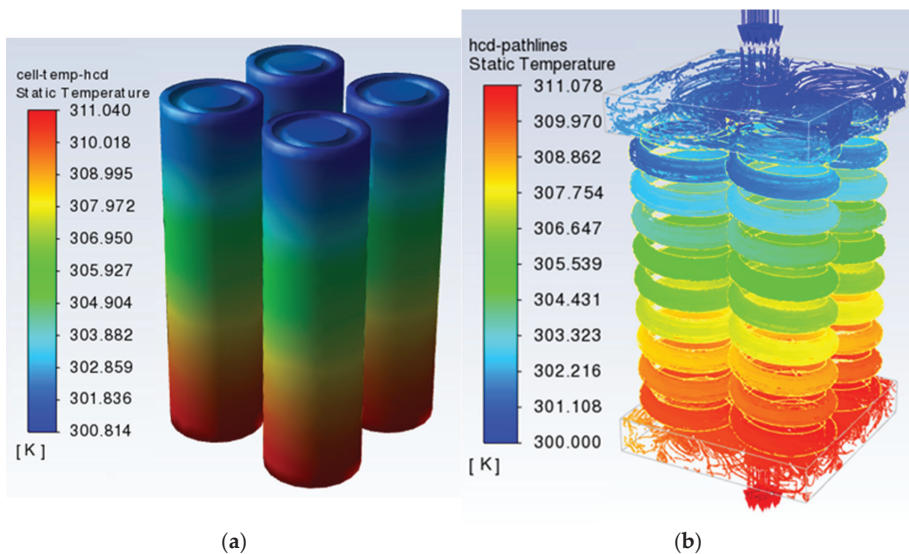 cell-temp-hcd
Static Temperature
311.040
310.018
308.995
307.972
306.950
305.927
304.904
303.882
302.859
301.836
300.814
[ K ]
(a)
hcd-pathlines
Static Temperature
311.078
309.970
308.862
307.754
306.647
305.539
304.431
303.323
302.216
301.108
300.000
[ K ]
(b)